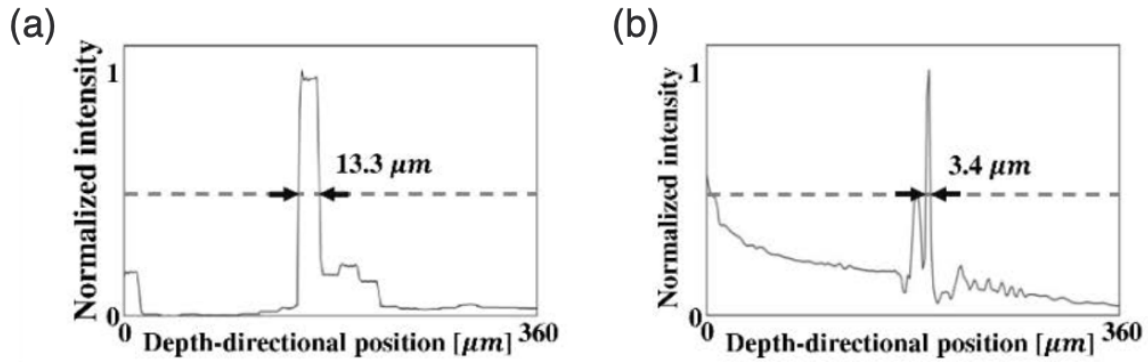 (a)
Normalized intensity
1
0
13.3 μm
0
360
Depth-directional position [μm]
(b)
Normalized intensity
1
0
3.4 μm
0
360
Depth-directional position [μm]